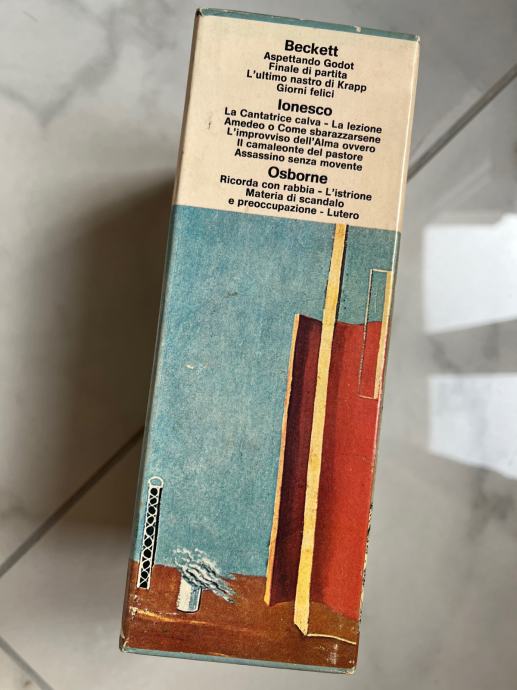 Beckett
Aspettando Godot
Finale di partita
L'ultimo nastro di Krapp
Giorni felici
Ionesco
La Cantatrice calva - La lezione
Amedeo o Come sbarazzarsene
L'improvviso dell'Alma ovvero
Il camaleonte del pastore
Assassino senza movente
Osborne
Ricorda con rabbia - L'istrione
Materia di scandalo
e preoccupazione - Lutero